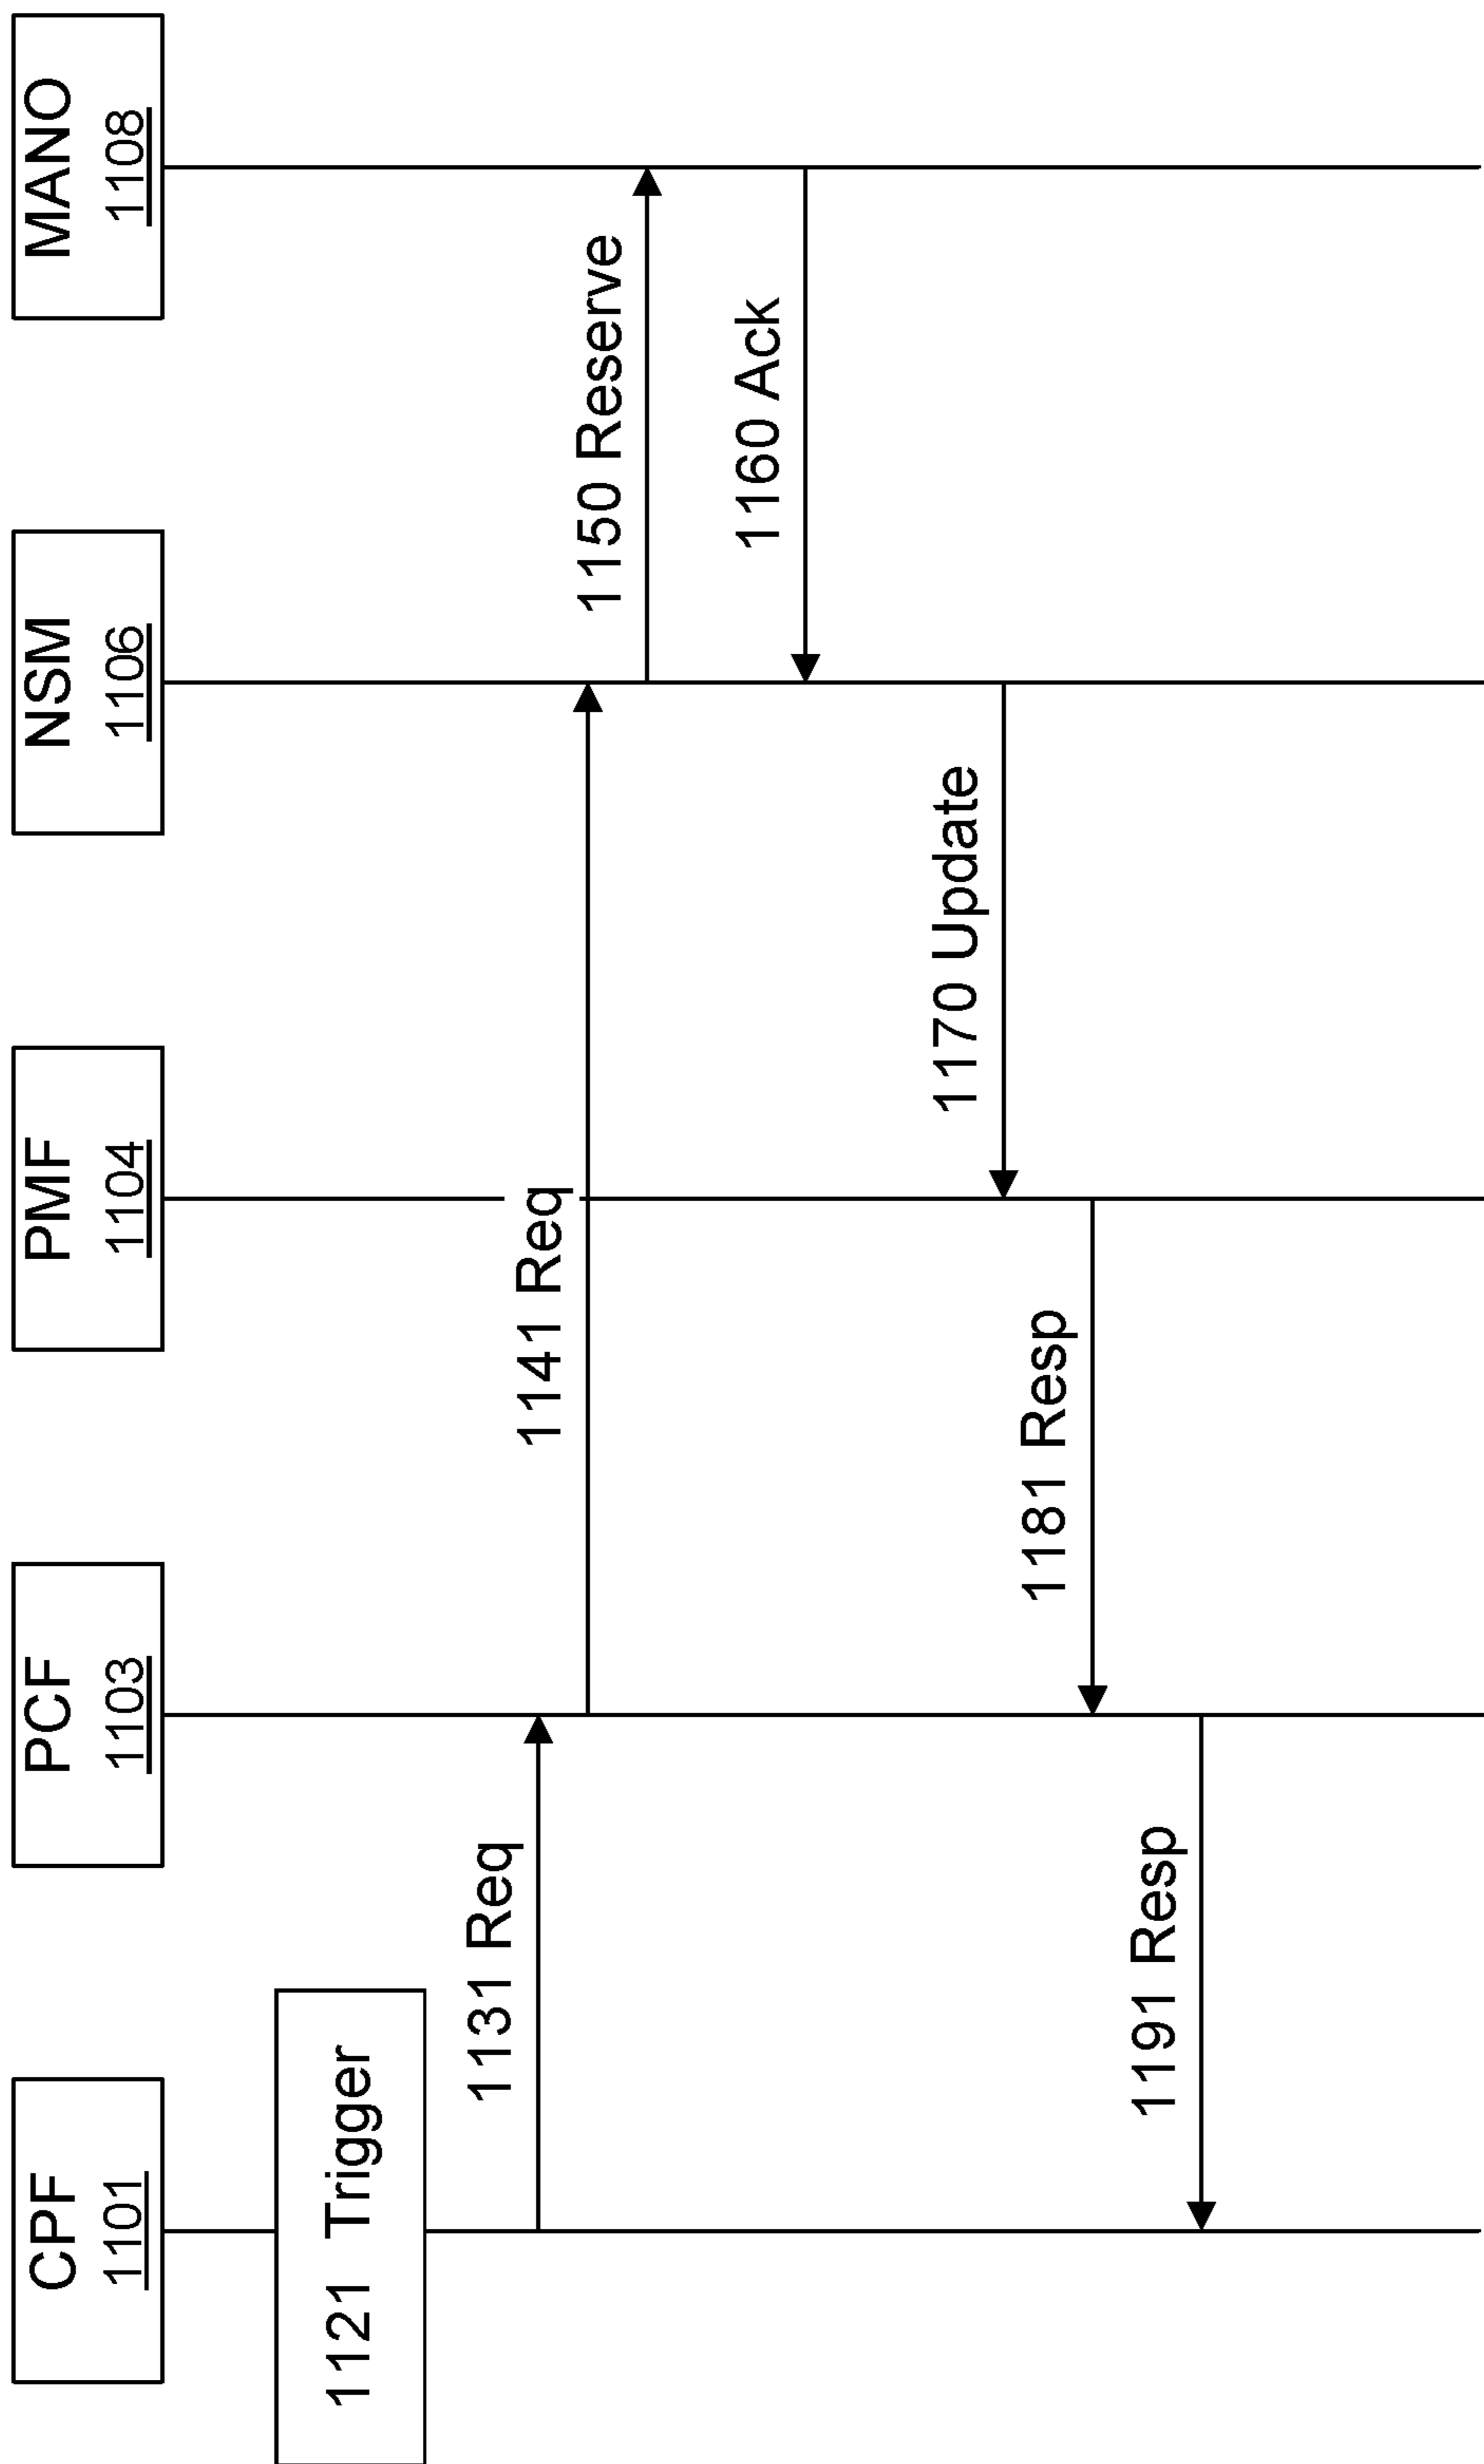 CPF
1101
PCF
1103
PMF
1104
NSM
1106
MANO
1108
1121 Trigger
1131 Req
1141 Req
1150 Reserve
1160 Ack
1170 Update
1181 Resp
1191 Resp